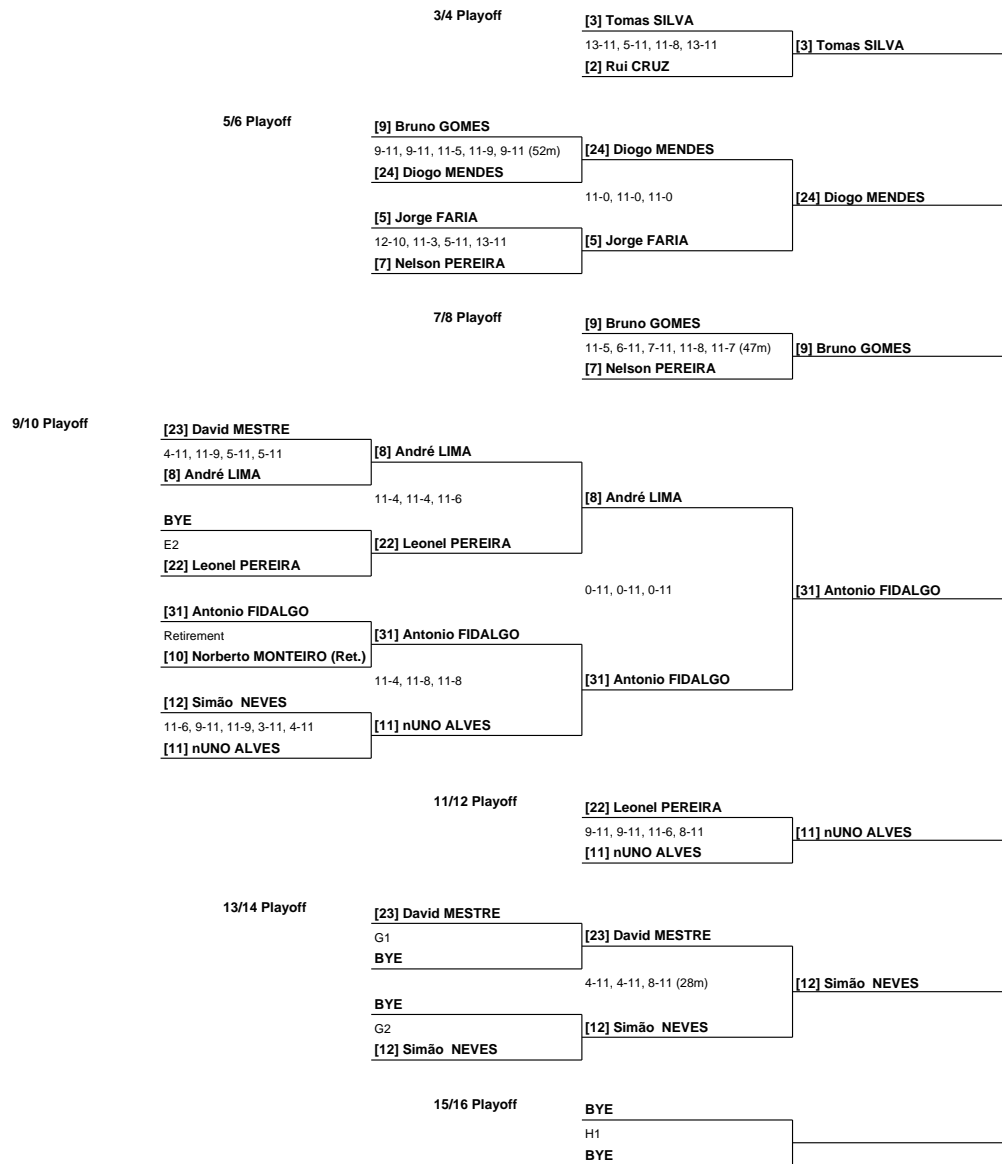 3/4 Playoff
[3] Tomas SILVA
13-11, 5-11, 11-8, 13-11
[3] Tomas SILVA
[2] Rui CRUZ
5/6 Playoff
[9] Bruno GOMES
9-11, 9-11, 11-5, 11-9, 9-11 (52m)
[24] Diogo MENDES
[24] Diogo MENDES
11-0, 11-0, 11-0
[24] Diogo MENDES
[5] Jorge FARIA
12-10, 11-3, 5-11, 13-11
[5] Jorge FARIA
[7] Nelson PEREIRA
7/8 Playoff
[9] Bruno GOMES
11-5, 6-11, 7-11, 11-8, 11-7 (47m)
[9] Bruno GOMES
[7] Nelson PEREIRA
9/10 Playoff
[23] David MESTRE
4-11, 11-9, 5-11, 5-11
[8] André LIMA
[8] André LIMA
11-4, 11-4, 11-6
[8] André LIMA
BYE
E2
[22] Leonel PEREIRA
[22] Leonel PEREIRA
0-11, 0-11, 0-11
[31] Antonio FIDALGO
[31] Antonio FIDALGO
Retirement
[31] Antonio FIDALGO
[10] Norberto MONTEIRO (Ret.)
11-4, 11-8, 11-8
[31] Antonio FIDALGO
[12] Simão  NEVES
11-6, 9-11, 11-9, 3-11, 4-11
[11] nUNO ALVES
[11] nUNO ALVES
11/12 Playoff
[22] Leonel PEREIRA
9-11, 9-11, 11-6, 8-11
[11] nUNO ALVES
[11] nUNO ALVES
13/14 Playoff
[23] David MESTRE
G1
[23] David MESTRE
BYE
4-11, 4-11, 8-11 (28m)
[12] Simão  NEVES
BYE
G2
[12] Simão  NEVES
[12] Simão  NEVES
15/16 Playoff
BYE
H1
BYE